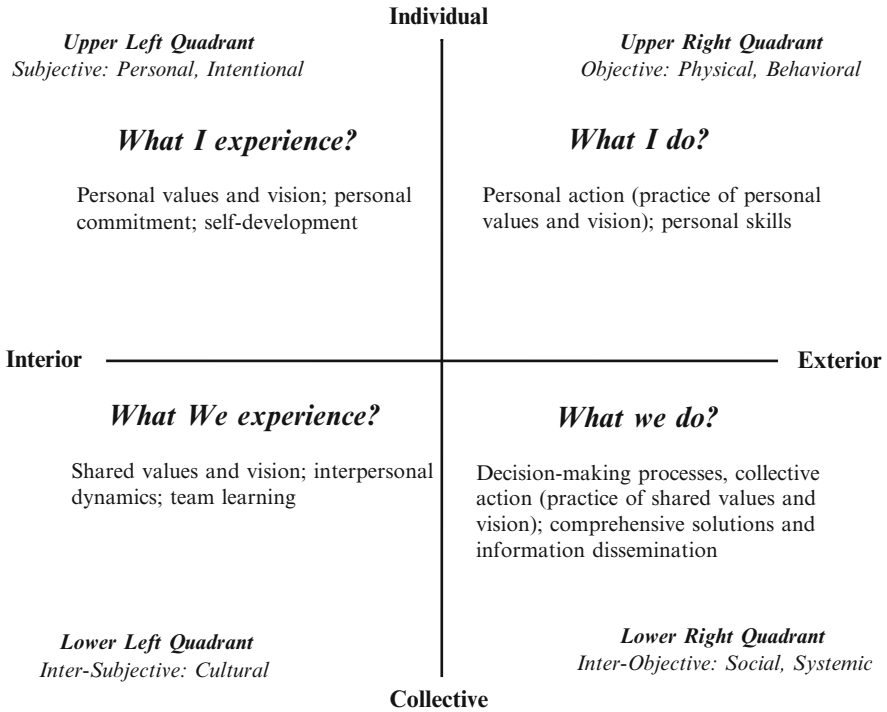 Individual
Upper Left Quadrant
Subjective: Personal, Intentional
Upper Right Quadrant
Objective: Physical, Behavioral
What I experience?
Personal values and vision; personal
commitment; self-development
What I do?
Personal action (practice of personal
values and vision); personal skills
Interior
Exterior
What We experience?
Shared values and vision; interpersonal
dynamics; team learning
What we do?
Decision-making processes, collective
action (practice of shared values and
vision); comprehensive solutions and
information dissemination
Lower Left Quadrant
Inter-Subjective: Cultural
Lower Right Quadrant
Inter-Objective: Social, Systemic
Collective